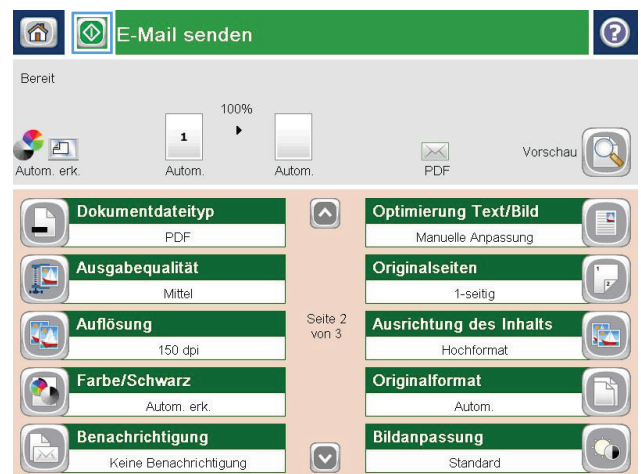 E-Mail senden
Bereit
100%
1
Autom. erk.
Autom.
Autom.
PDF
Vorschau
Dokumentdateityp
PDF
Ausgabequalität
Mittel
Auflösung
150 dpi
Farbe/Schwarz
Autom. erk.
Benachrichtigung
Keine Benachrichtigung
Seite 2
von 3
Optimierung Text/Bild
Manuelle Anpassung
Originalseiten
1-seitig
1
2
Ausrichtung des Inhalts
Hochformat
Originalformat
Autom.
Bildanpassung
Standard